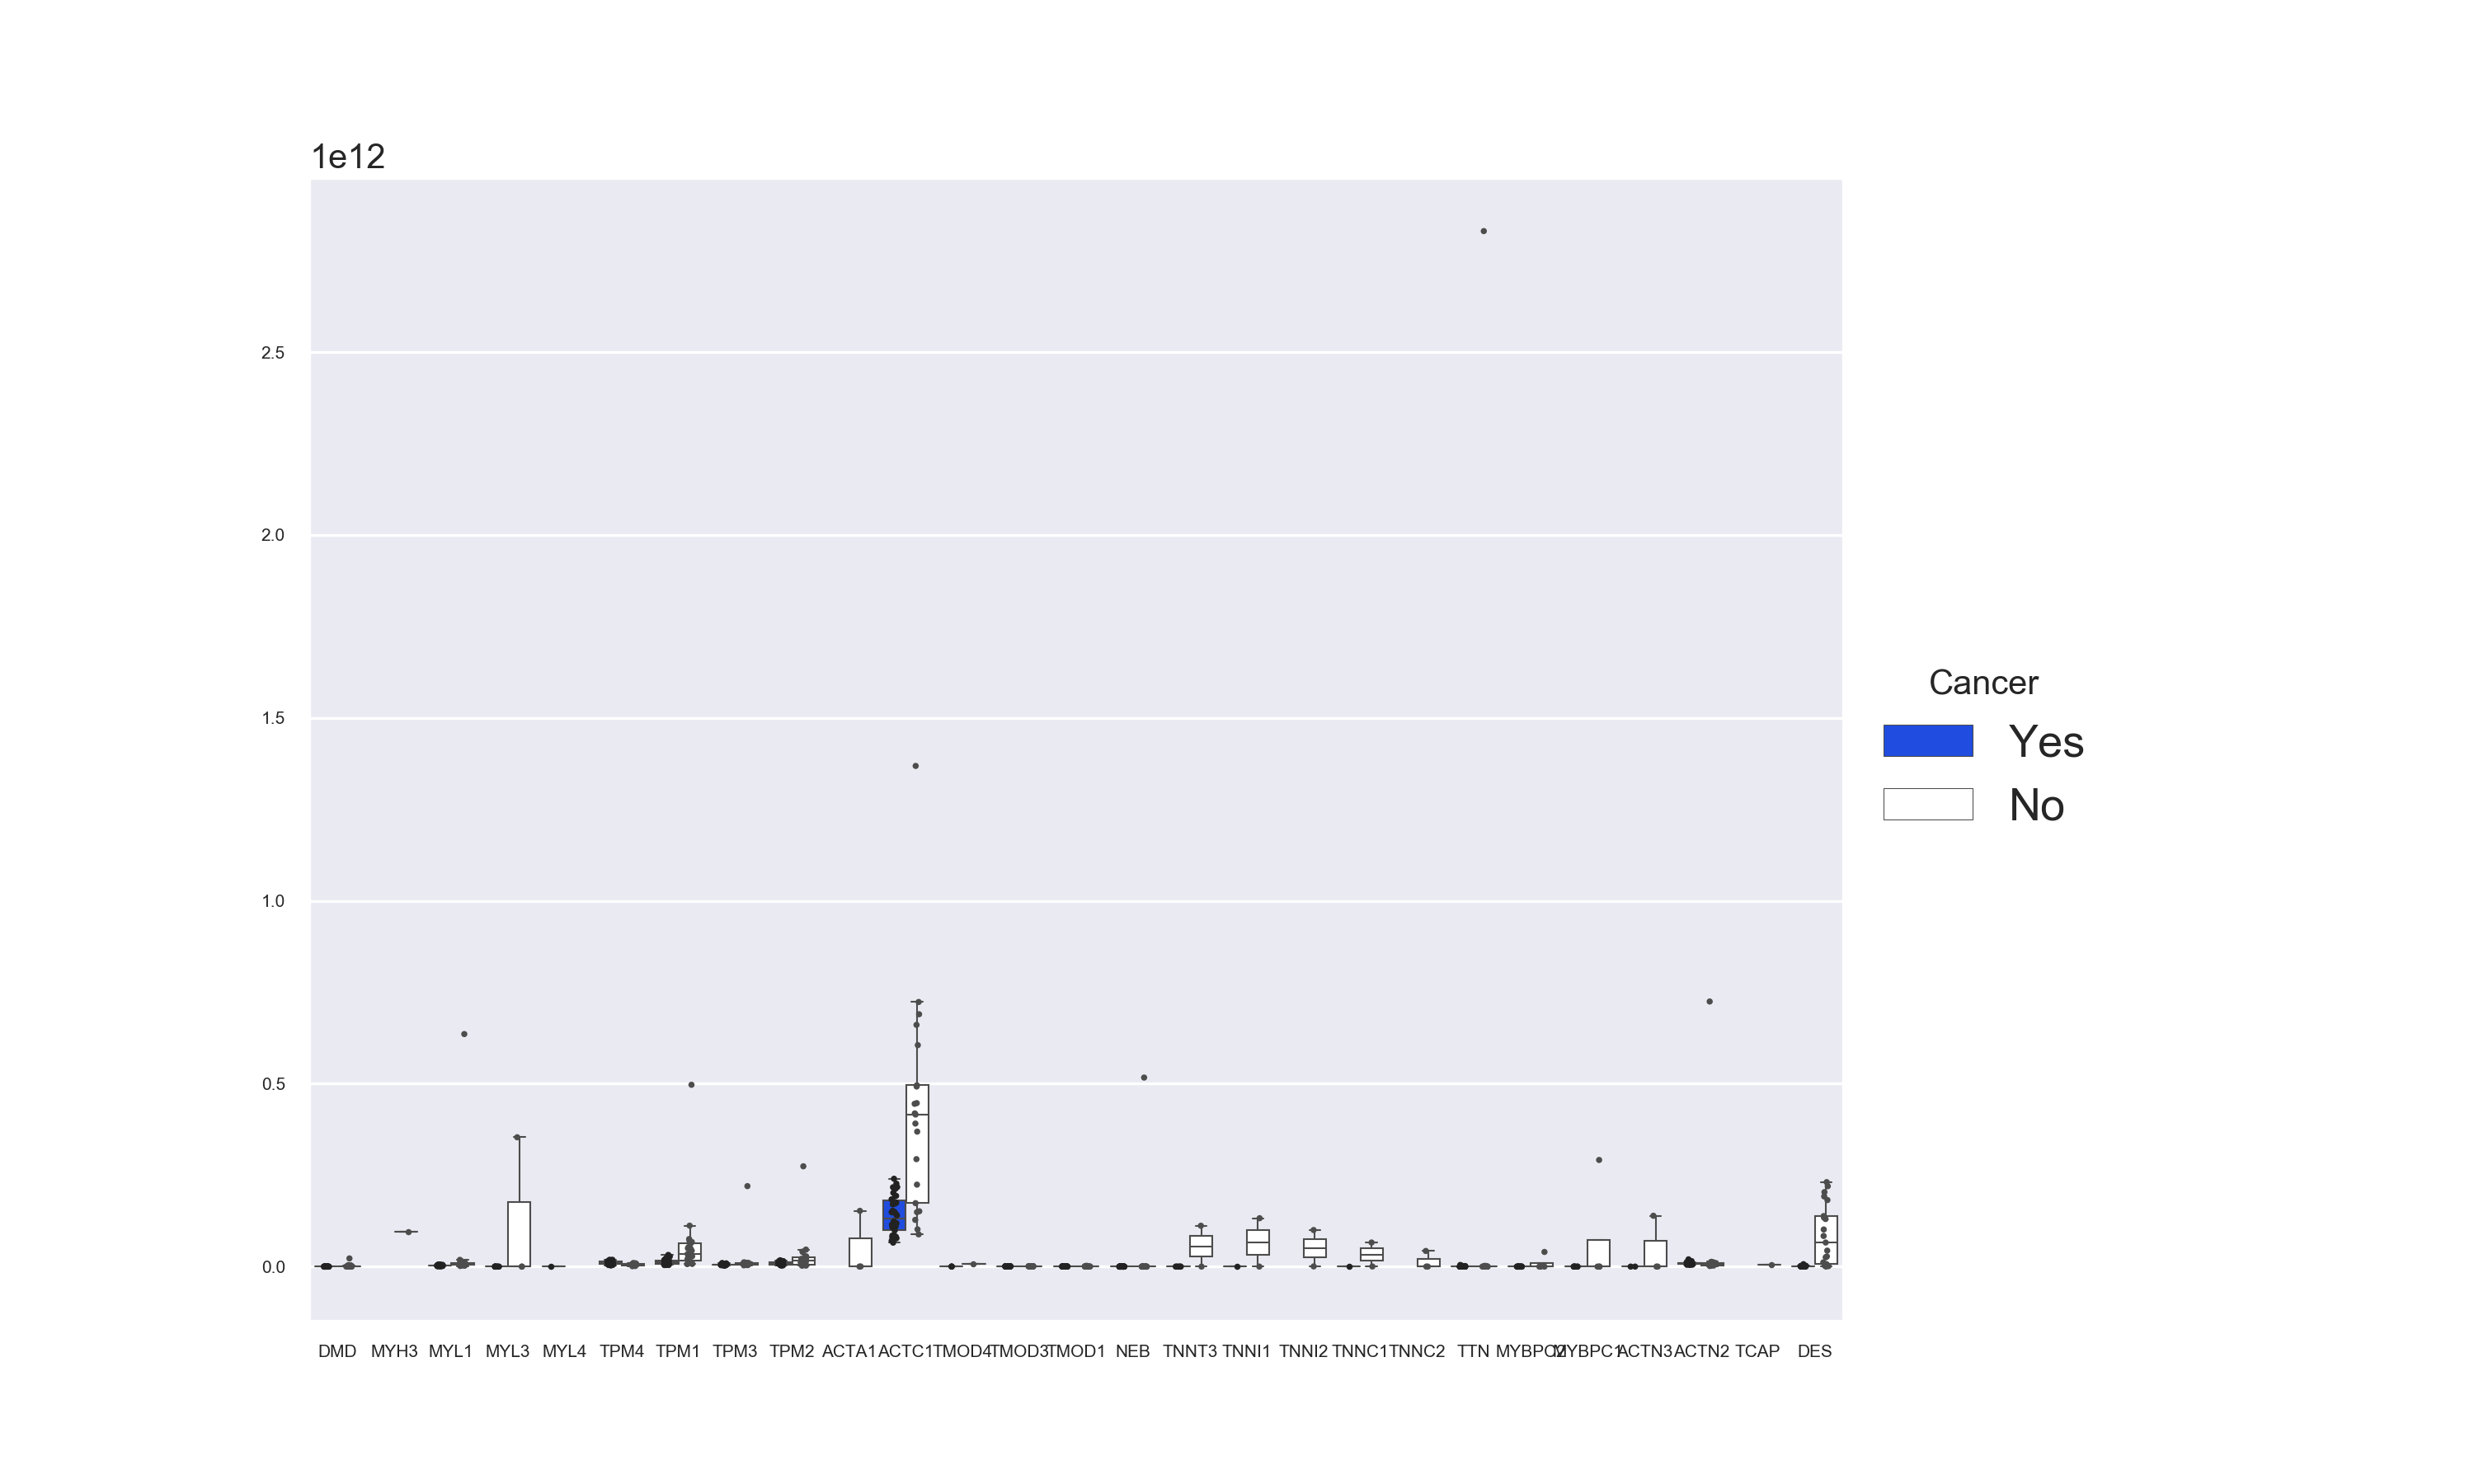 1e12
2.5
2.0
1.5
1.0
0.5
0.0
DMD MYH3 MYL1 MYL3 MYL4 TPM4 TPM1 TPM3 TPM2 ACTA1 ACTC1 TMOD4 TMOD3 TMOD1 NEB TNNT3 TNNI1 TNNI2 TNNC1 TNNC2 TTN MYBPC2 MYBPC1 ACTN3 ACTN2 TCAP DES
Cancer
Yes
No